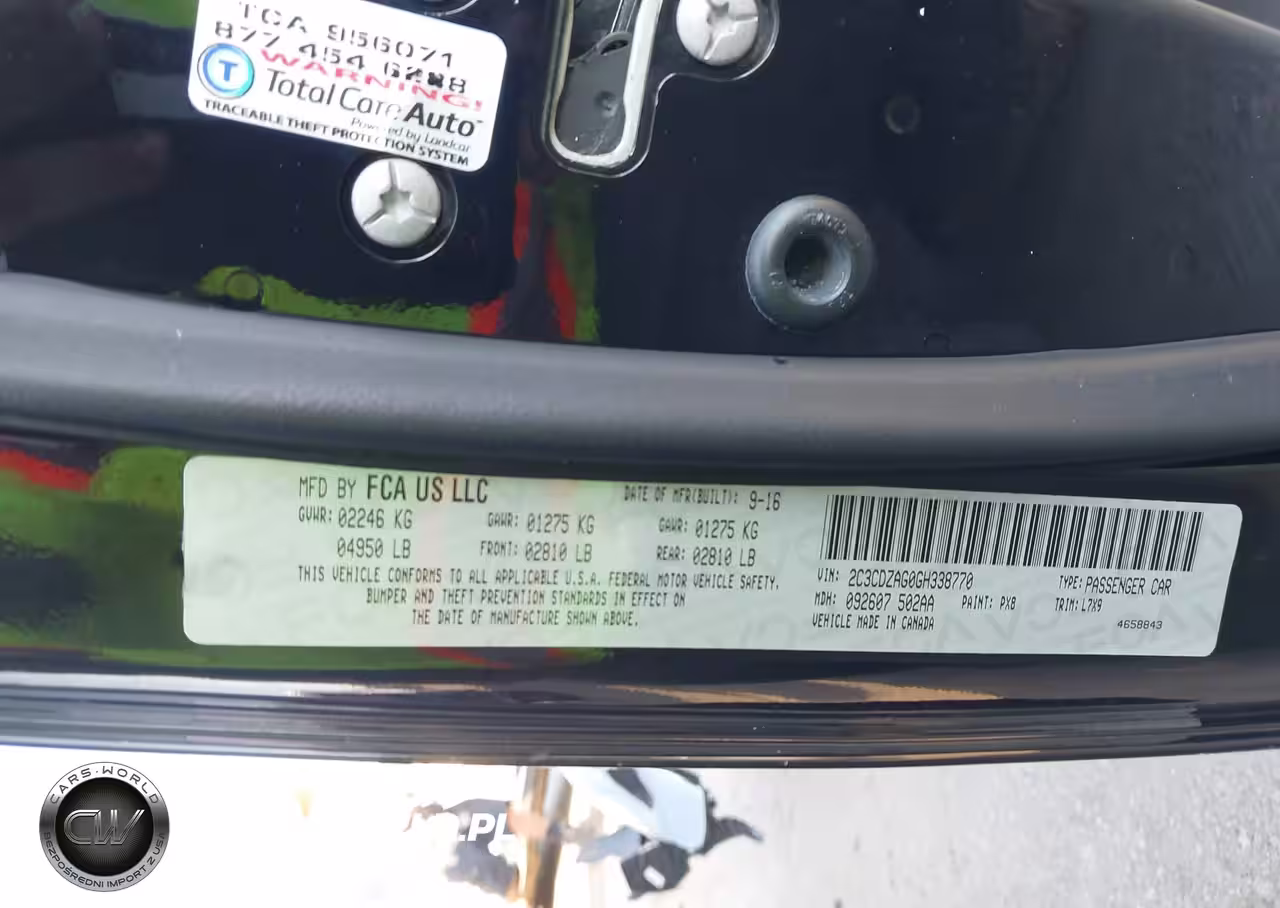 TCA 956071
877 454 6288
WARNING!
T Total Care Auto™
Powered by Landcar
TRACEABLE THEFT PROTECTION SYSTEM
MFD BY FCA US LLC
DATE OF MFR(BUILT): 9-16
GVWR: 02246 KG GAWR: 01275 KG GAWR: 01275 KG
04950 LB FRONT: 02810 LB REAR: 02810 LB
THIS VEHICLE CONFORMS TO ALL APPLICABLE U.S.A. FEDERAL MOTOR VEHICLE SAFETY,
BUMPER AND THEFT PREVENTION STANDARDS IN EFFECT ON
THE DATE OF MANUFACTURE SHOWN ABOVE.
VIN: 2C3CDZAG0GH338770 TYPE: PASSENGER CAR
MDH: 092607 502AA PAINT: PX8 TRIM: L7X9
VEHICLE MADE IN CANADA 4658843
CARS-WORLD
CW
BEZPOŚREDNI IMPORT Z USA
.PL